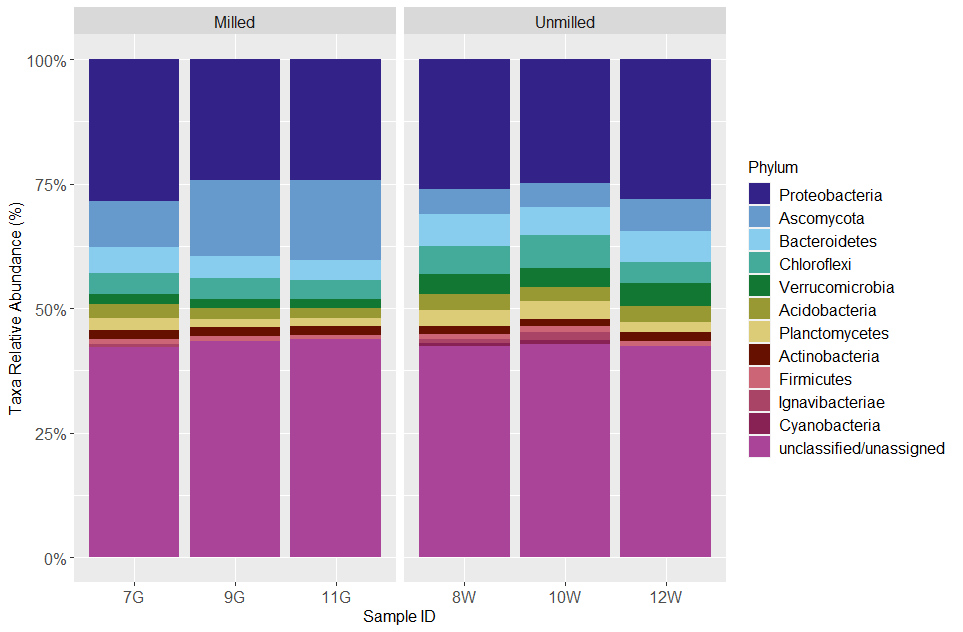 Milled
Unmilled
Taxa Relative Abundance (%)
100%
75%
50%
25%
0%
7G
9G
11G
8W
10W
12W
Sample ID
Phylum
Proteobacteria
Ascomycota
Bacteroidetes
Chloroflexi
Verrucomicrobia
Acidobacteria
Planctomycetes
Actinobacteria
Firmicutes
Ignavibacteriae
Cyanobacteria
unclassified/unassigned